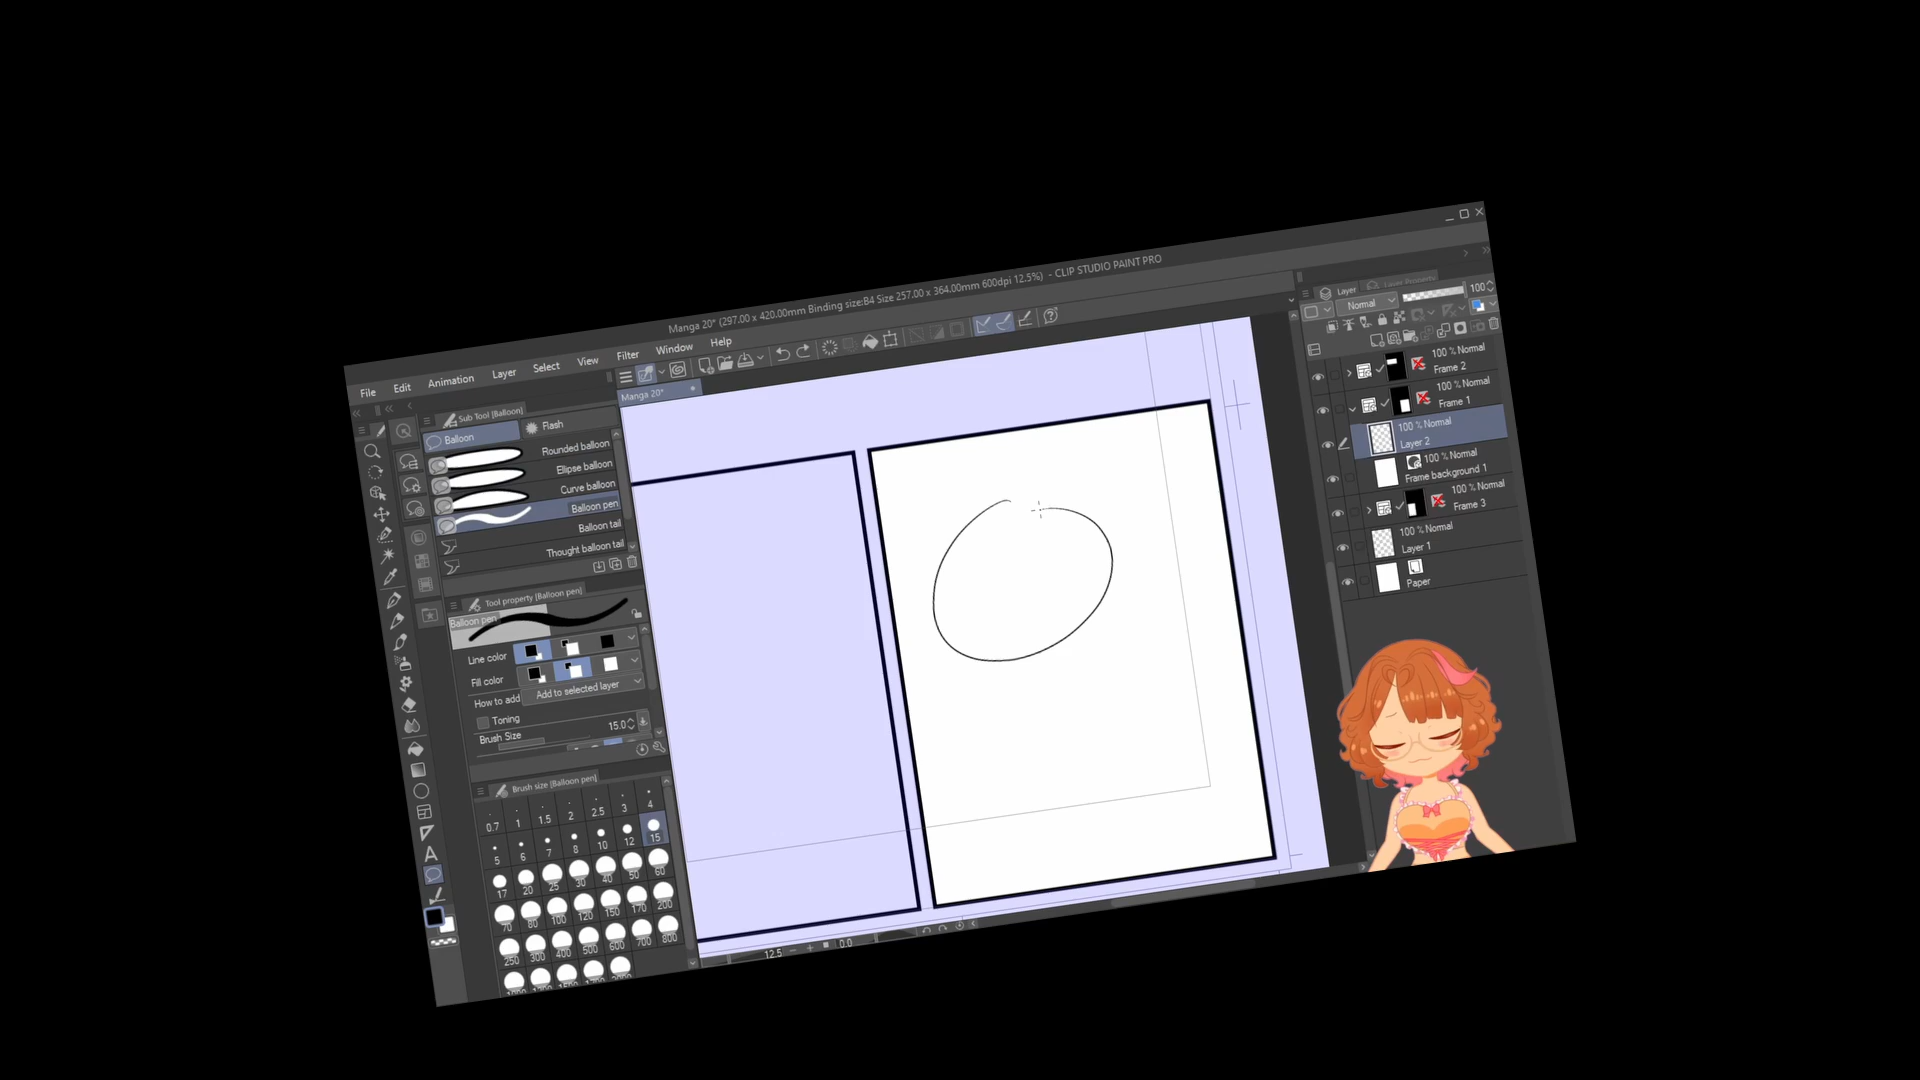 Manga 20* (297.00 x 420.00mm Binding size:B4 Size 257.00 x 364.00mm 600dpi 12.5%) - CLIP STUDIO PAINT PRO
File Edit Animation Layer Select View Filter Window Help
Manga 20*
Sub Tool [Balloon]
Balloon
Flash
Rounded balloon
Ellipse balloon
Curve balloon
Balloon pen
Balloon tail
Thought balloon tail
Tool property [Balloon pen]
Balloon pen
Line color
Fill color
How to add
Add to selected layer
Toning
Brush Size
15.0
Brush size [Balloon pen]
0.7 1 1.5 2 2.5 3 4
5 6 7 8 10 12 15
17 20 25 30 40 50 60
70 80 100 120 150 170 200
250 300 400 500 600 700 800
12.5
0.0
Layer
Layer Property
Normal
100
100 % Normal
Frame 2
100 % Normal
Frame 1
100 % Normal
Layer 2
100 % Normal
Frame background 1
100 % Normal
Frame 3
100 % Normal
Layer 1
Paper